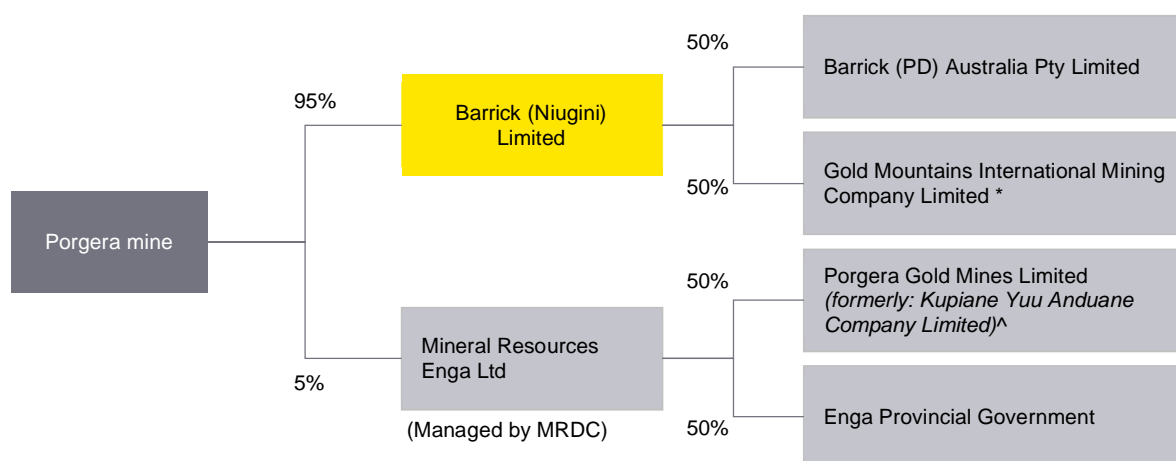 50%
Barrick (PD) Australia Pty Limited
95%
Barrick (Niugini)
Limited
50%
Gold Mountains International Mining
Company Limited *
Porgera mine
50%
Porgera Gold Mines Limited
(formerly: Kupiane Yuu Anduane
Company Limited)^
Mineral Resources
Enga Ltd
5%
(Managed by MRDC)
50%
Enga Provincial Government